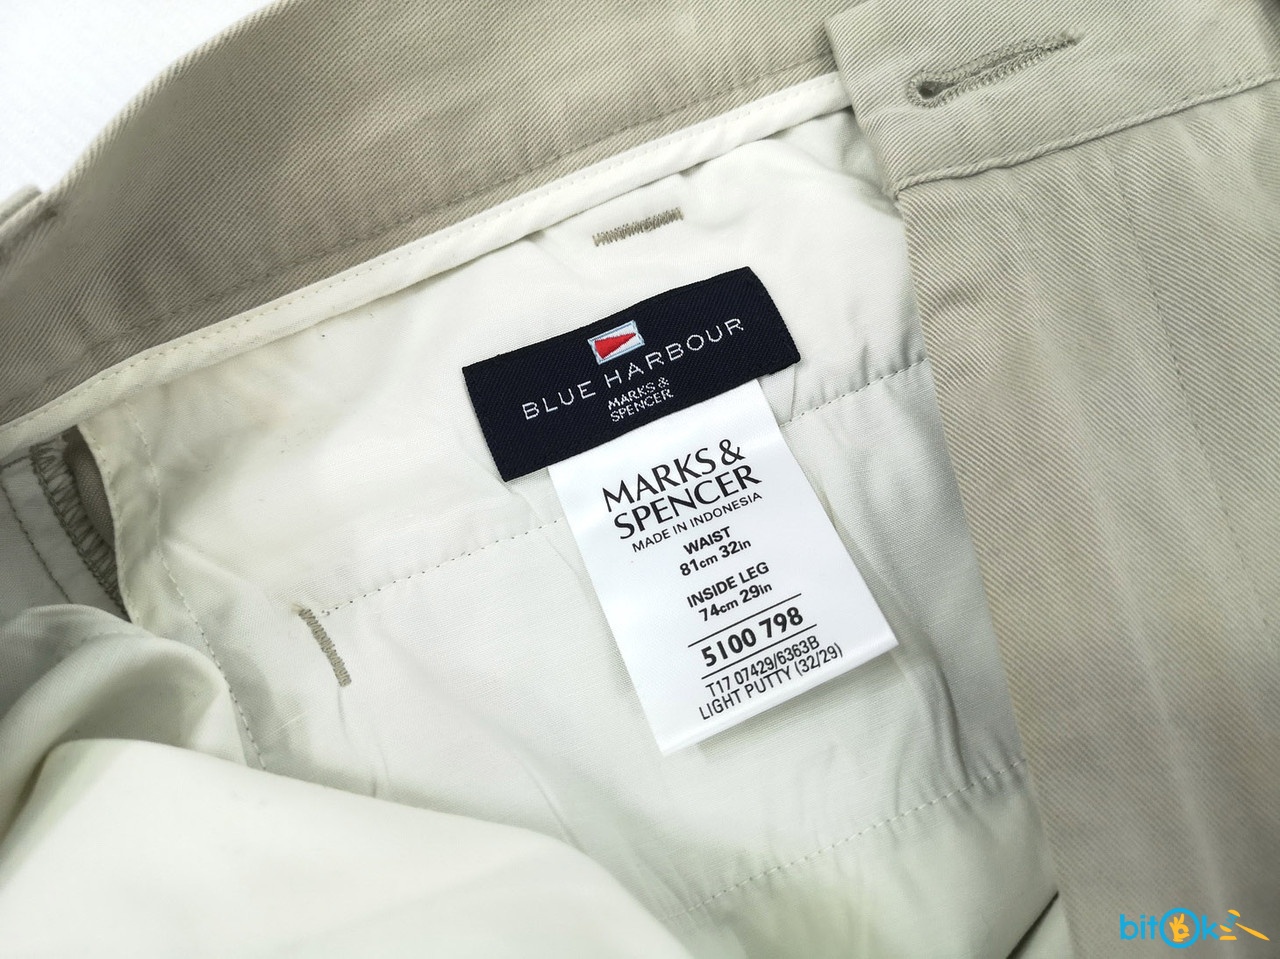 BLUE HARBOUR
MARKS &
SPENCER
MARKS &
SPENCER
MADE IN INDONESIA
WAIST
81cm 32in
INSIDE LEG
74cm 29in
5100 798
T17 07429/6363B
LIGHT PUTTY (32/29)
bitOk